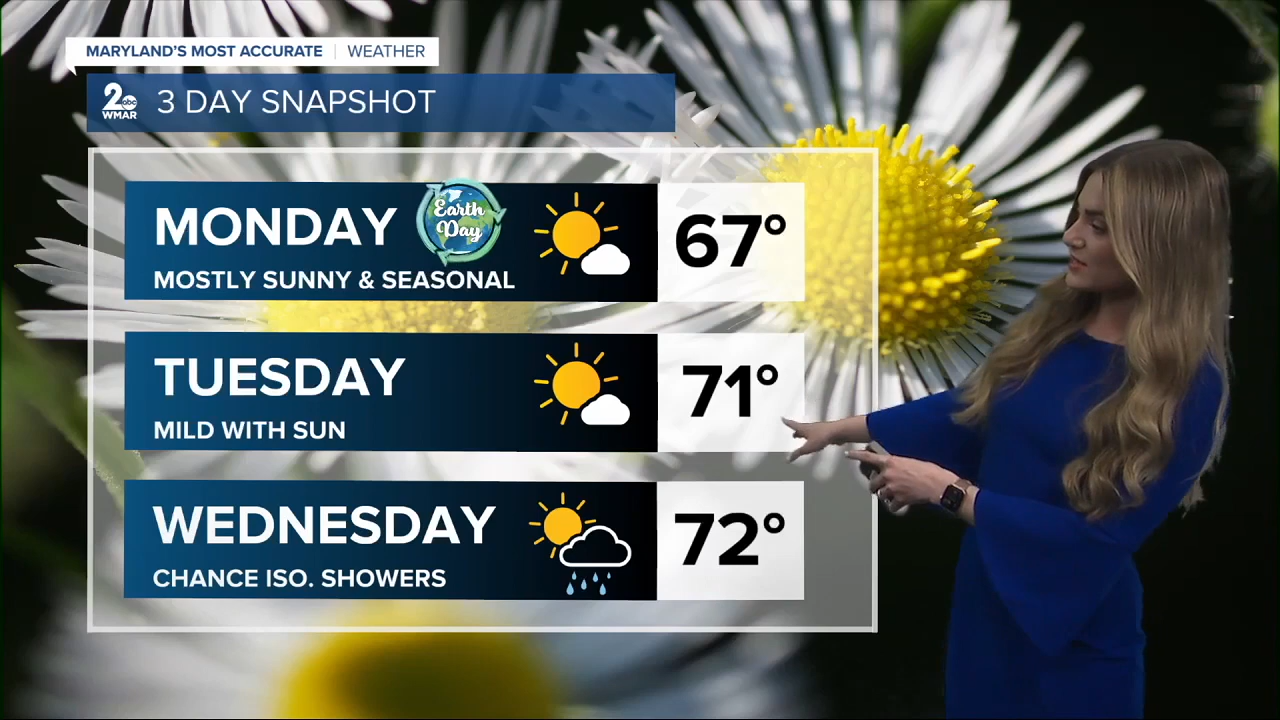 MARYLAND'S MOST ACCURATE | WEATHER
2 abc WMAR
3 DAY SNAPSHOT
MONDAY
Earth Day
MOSTLY SUNNY & SEASONAL
67°
TUESDAY
MILD WITH SUN
71°
WEDNESDAY
CHANCE ISO. SHOWERS
72°